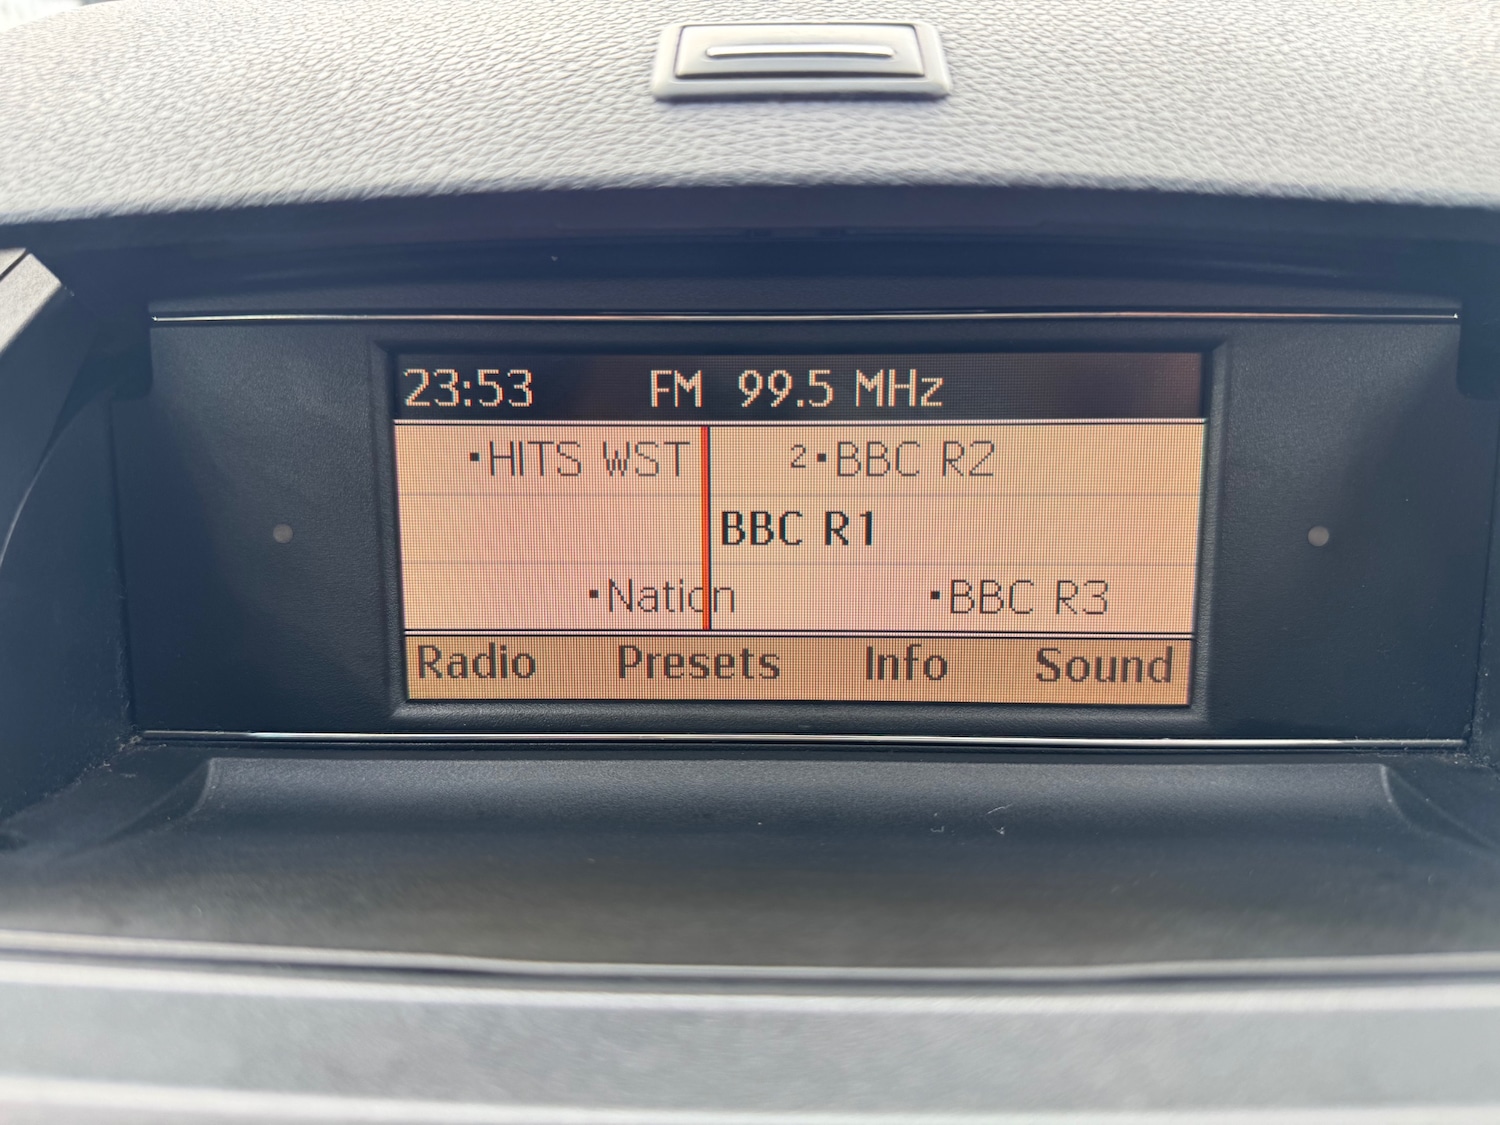 23:53 FM 99.5 MHz
·HITS WST 2·BBC R2
BBC R1
·Nation ·BBC R3
Radio Presets Info Sound